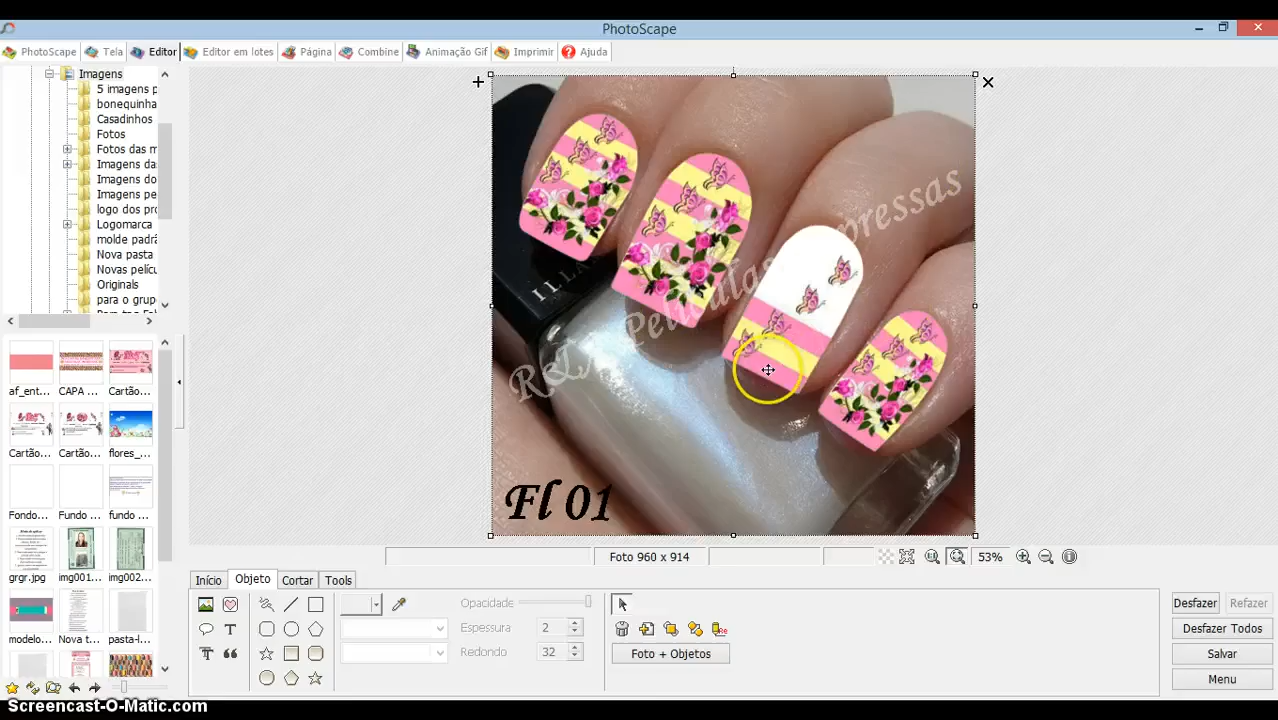 PhotoScape
PhotoScape
Tela
Editor
Editor em lotes
Página
Combine
Animação Gif
Imprimir
Ajuda
Imagens
5 imagens p
bonequinha
Casadinhos
Fotos
Fotos das m
Imagens da:
Imagens do
Imagens pe
logo dos pro
Logomarca
molde padrã
Nova pasta
Novas pelícu
Originals
para o grupe
af_ent...
CAPA ...
Cartão...
Cartão...
Cartão...
flores_...
Fondo...
Fundo ...
fundo ...
grgr.jpg
img001...
img002...
modelo...
Nova t...
pasta-l...
Fl 01
Foto 960 x 914
53%
Início
Objeto
Cortar
Tools
Opacidade
Espessura
2
Redondo
32
Foto + Objetos
Desfazer
Refazer
Desfazer Todos
Salvar
Menu
Screencast-O-Matic.com